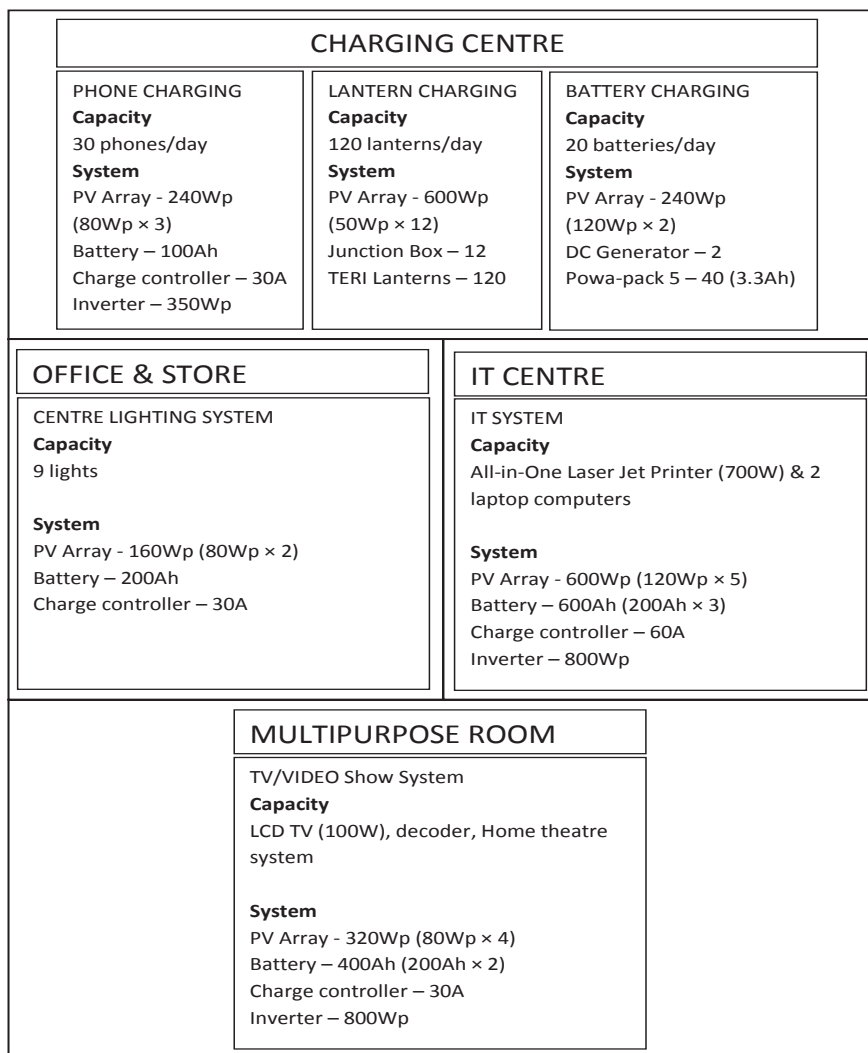 CHARGING CENTRE
PHONE CHARGING
Capacity
30 phones/day
System
PV Array - 240Wp
(80Wp × 3)
Battery – 100Ah
Charge controller – 30A
Inverter – 350Wp
LANTERN CHARGING
Capacity
120 lanterns/day
System
PV Array - 600Wp
(50Wp × 12)
Junction Box – 12
TERI Lanterns – 120
BATTERY CHARGING
Capacity
20 batteries/day
System
PV Array - 240Wp
(120Wp × 2)
DC Generator – 2
Powa-pack 5 – 40 (3.3Ah)
OFFICE & STORE
CENTRE LIGHTING SYSTEM
Capacity
9 lights
System
PV Array - 160Wp (80Wp × 2)
Battery – 200Ah
Charge controller – 30A
IT CENTRE
IT SYSTEM
Capacity
All-in-One Laser Jet Printer (700W) & 2
laptop computers
System
PV Array - 600Wp (120Wp × 5)
Battery – 600Ah (200Ah × 3)
Charge controller – 60A
Inverter – 800Wp
MULTIPURPOSE ROOM
TV/VIDEO Show System
Capacity
LCD TV (100W), decoder, Home theatre
system
System
PV Array - 320Wp (80Wp × 4)
Battery – 400Ah (200Ah × 2)
Charge controller – 30A
Inverter – 800Wp